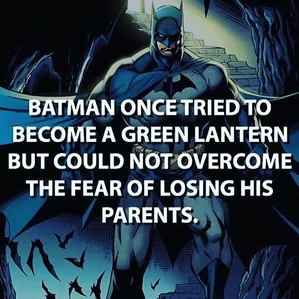 BATMAN ONCE TRIED TO
BECOME A GREEN LANTERN
BUT COULD NOT OVERCOME
THE FEAR OF LOSING HIS
PARENTS.